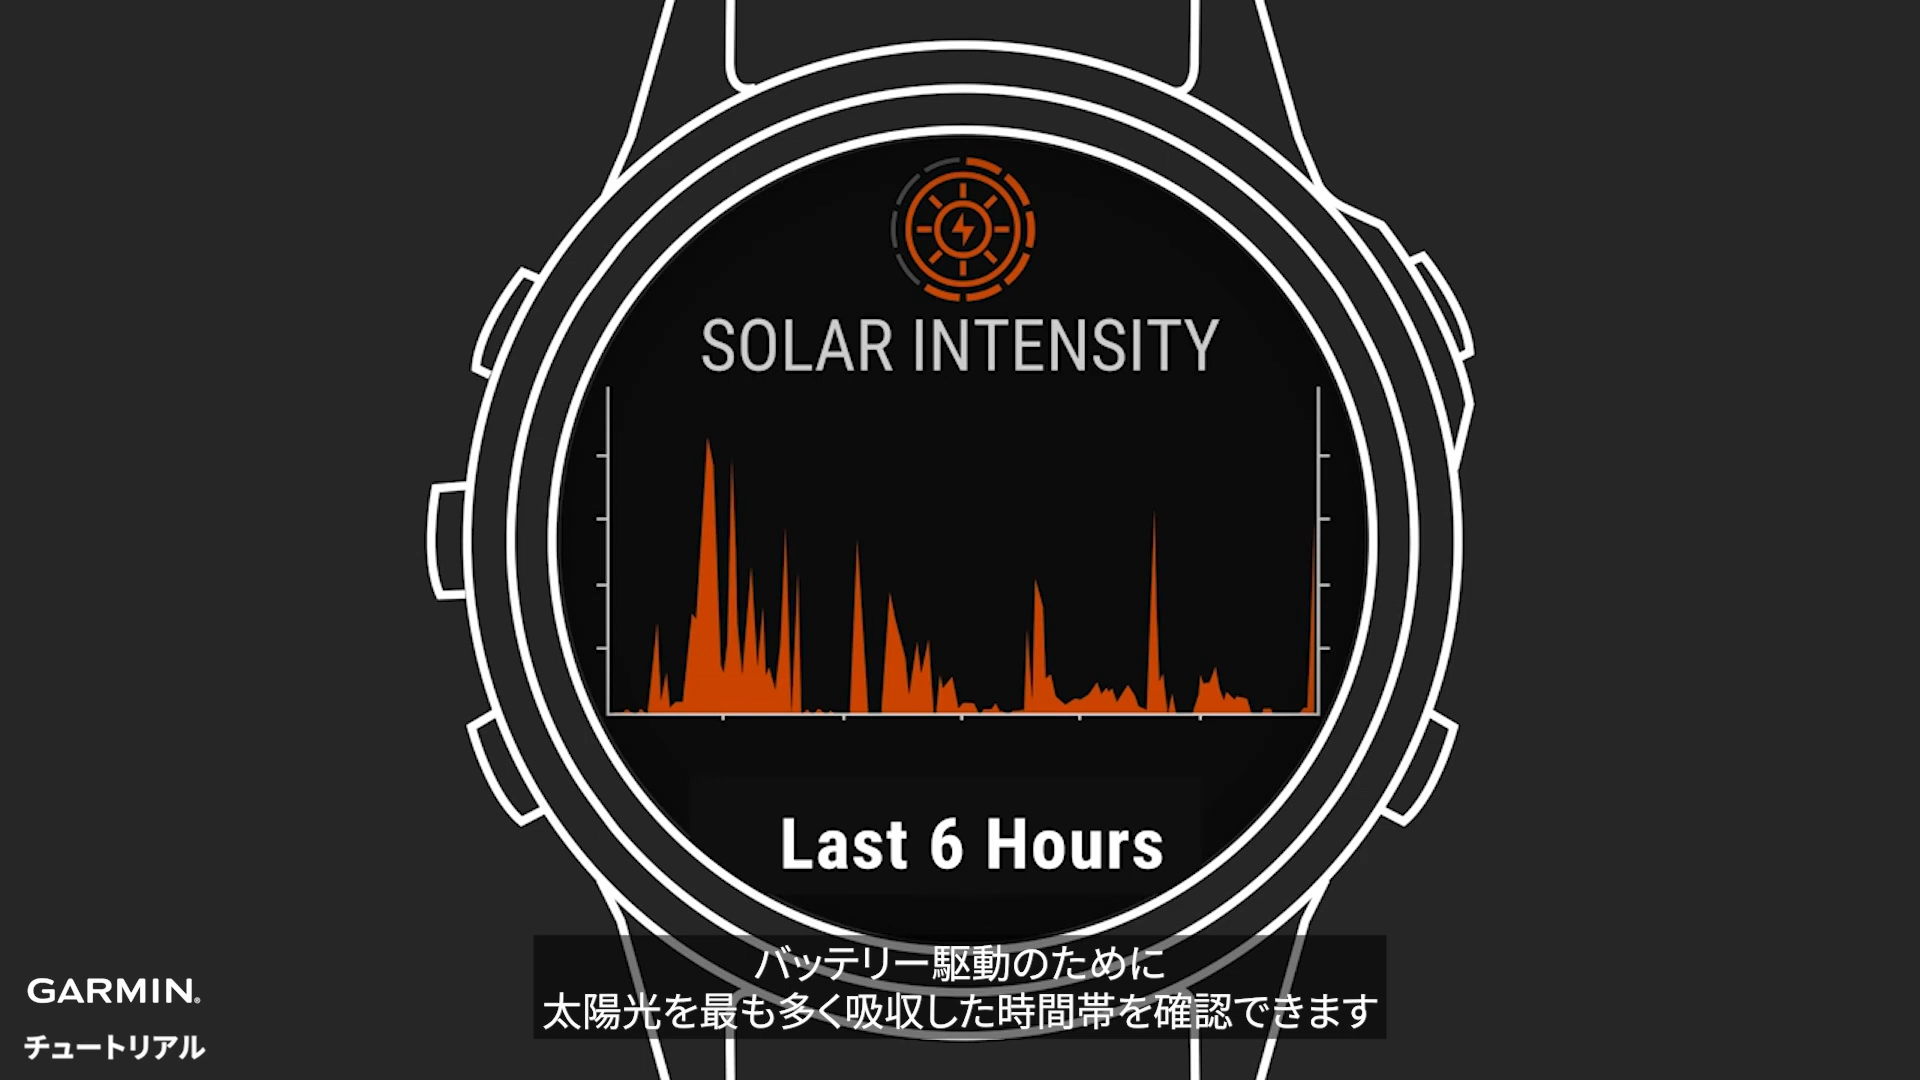 SOLAR INTENSITY
Last 6 Hours
バッテリー駆動のために
太陽光を最も多く吸収した時間帯を確認できます
GARMIN®
チュートリアル